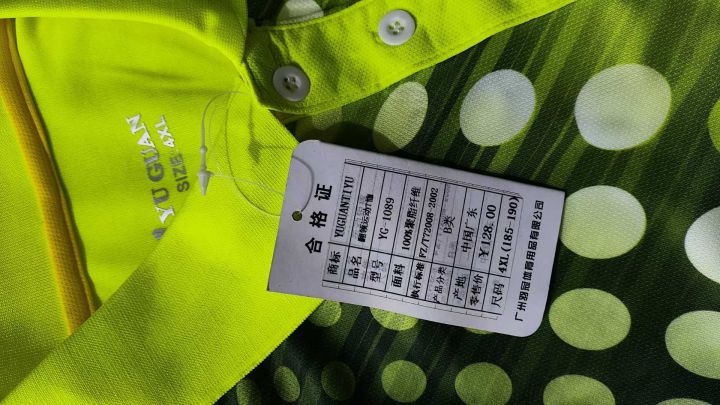 YU GUAN
SIZE: 4XL
合格证
商标 YUGUANTIYU
品名 翻领运动T恤
型号 YG-1089
面料 100%聚脂纤维
执行标准 FZ/T72008-2002
产品分类 B类
产地 中国广东
零售价 ¥128.00
尺码 4XL(185-190)
广州羽冠体育用品有限公司